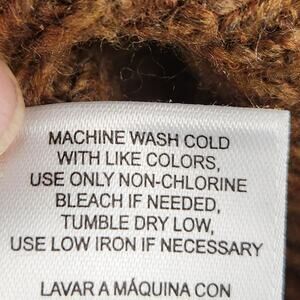 MACHINE WASH COLD
WITH LIKE COLORS,
USE ONLY NON-CHLORINE
BLEACH IF NEEDED,
TUMBLE DRY LOW,
USE LOW IRON IF NECESSARY
LAVAR A MÁQUINA CON